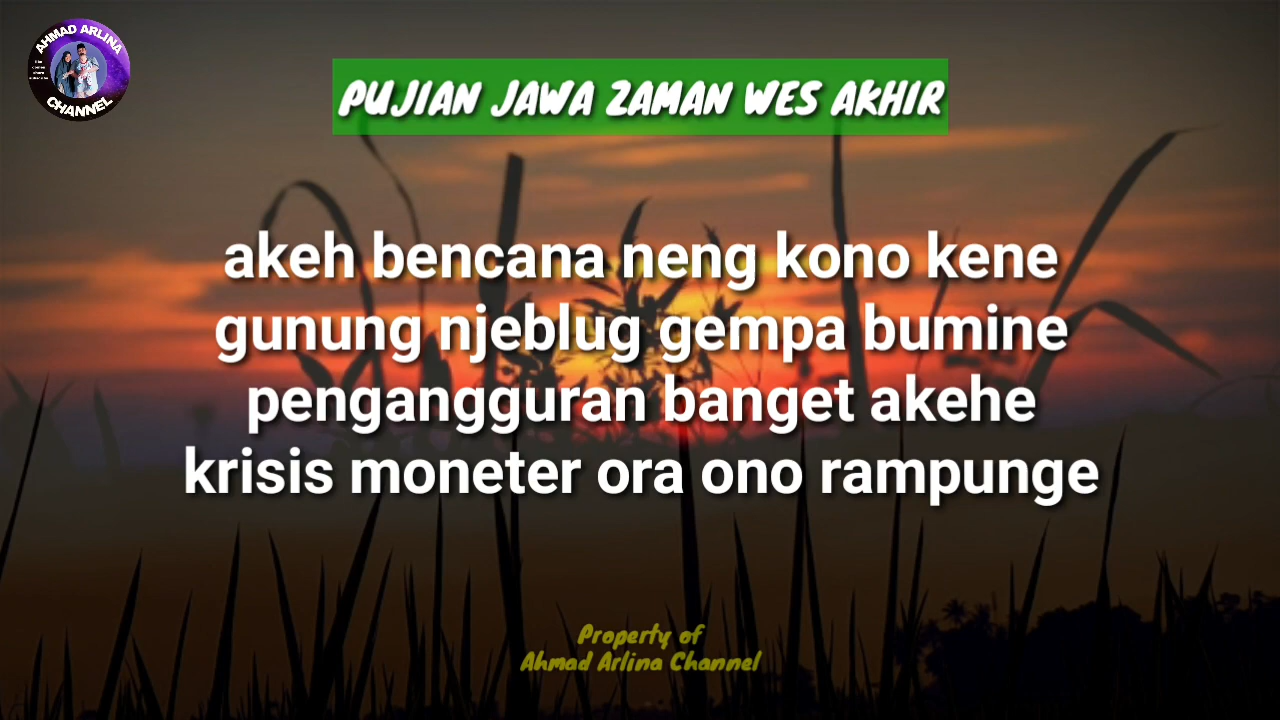 AHMAD ARLINA
CHANNEL
PUJIAN JAWA ZAMAN WES AKHIR
akeh bencana neng kono kene
gunung njeblug gempa bumine
pengangguran banget akehe
krisis moneter ora ono rampunge
Property of
Ahmad Arlina Channel